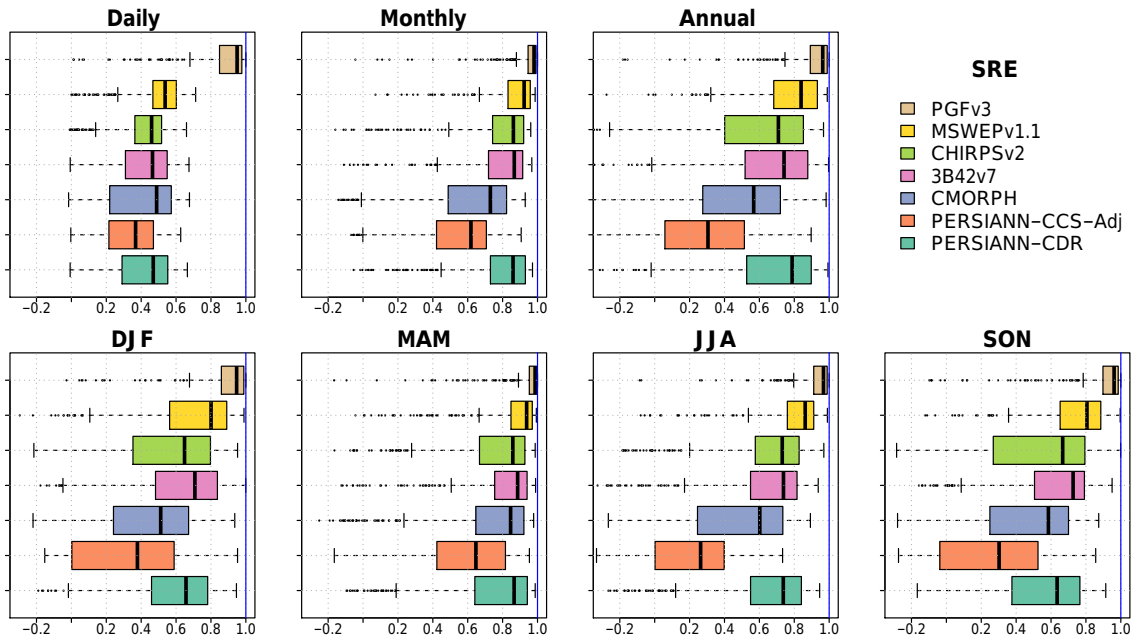 Daily
Monthly
Annual
−0.2 0.2 0.4 0.6 0.8 1.0
−0.2 0.2 0.4 0.6 0.8 1.0
−0.2 0.2 0.4 0.6 0.8 1.0
SRE
PGFv3
MSWEPv1.1
CHIRPSv2
3B42v7
CMORPH
PERSIANN−CCS−Adj
PERSIANN−CDR
DJF
MAM
JJA
SON
−0.2 0.2 0.4 0.6 0.8 1.0
−0.2 0.2 0.4 0.6 0.8 1.0
−0.2 0.2 0.4 0.6 0.8 1.0
−0.2 0.2 0.4 0.6 0.8 1.0